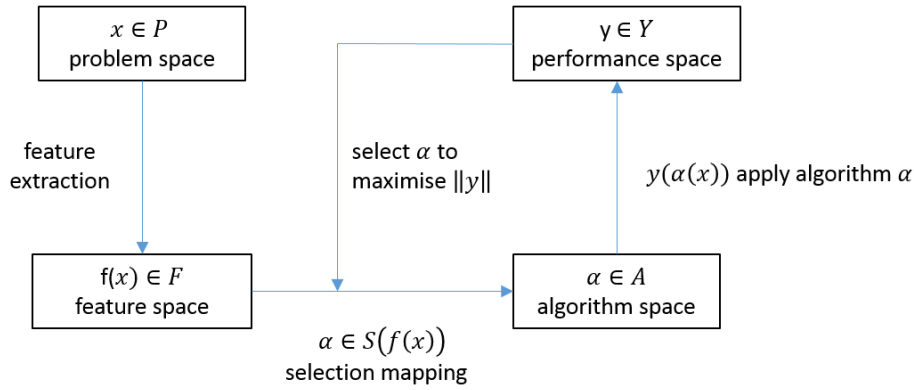 x ∈ P
problem space
y ∈ Y
performance space
feature
extraction
select α to
maximise ‖y‖
y(α(x)) apply algorithm α
f(x) ∈ F
feature space
α ∈ A
algorithm space
α ∈ S(f(x))
selection mapping